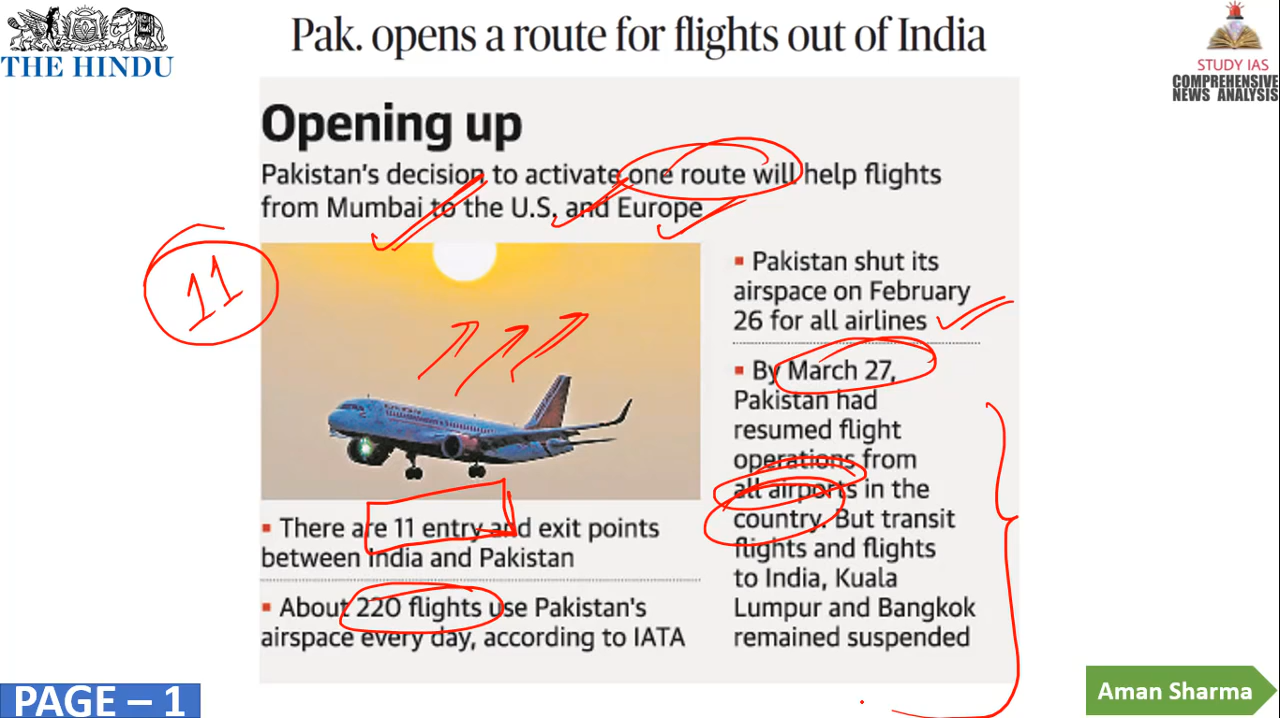 THE HINDU
Pak. opens a route for flights out of India
STUDY IAS
COMPREHENSIVE
NEWS ANALYSIS
Opening up
Pakistan's decision to activate one route will help flights
from Mumbai to the U.S. and Europe
11
▪ Pakistan shut its
airspace on February
26 for all airlines
▪ By March 27,
Pakistan had
resumed flight
operations from
all airports in the
country. But transit
flights and flights
to India, Kuala
Lumpur and Bangkok
remained suspended
▪ There are 11 entry and exit points
between India and Pakistan
▪ About 220 flights use Pakistan's
airspace every day, according to IATA
PAGE – 1
Aman Sharma